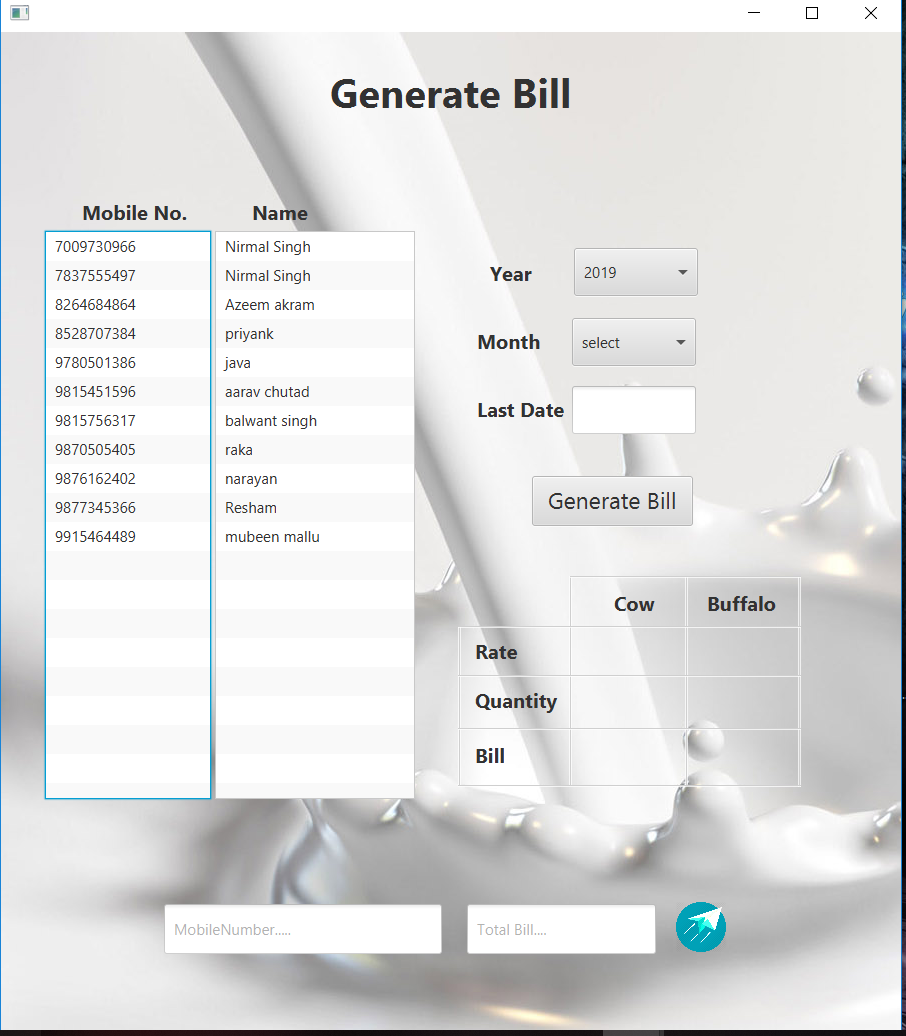 Generate Bill
Mobile No. Name
7009730966 Nirmal Singh
7837555497 Nirmal Singh
8264684864 Azeem akram
8528707384 priyank
9780501386 java
9815451596 aarav chutad
9815756317 balwant singh
9870505405 raka
9876162402 narayan
9877345366 Resham
9915464489 mubeen mallu
Year 2019
Month select
Last Date
Generate Bill
Cow Buffalo
Rate
Quantity
Bill
MobileNumber..... Total Bill....